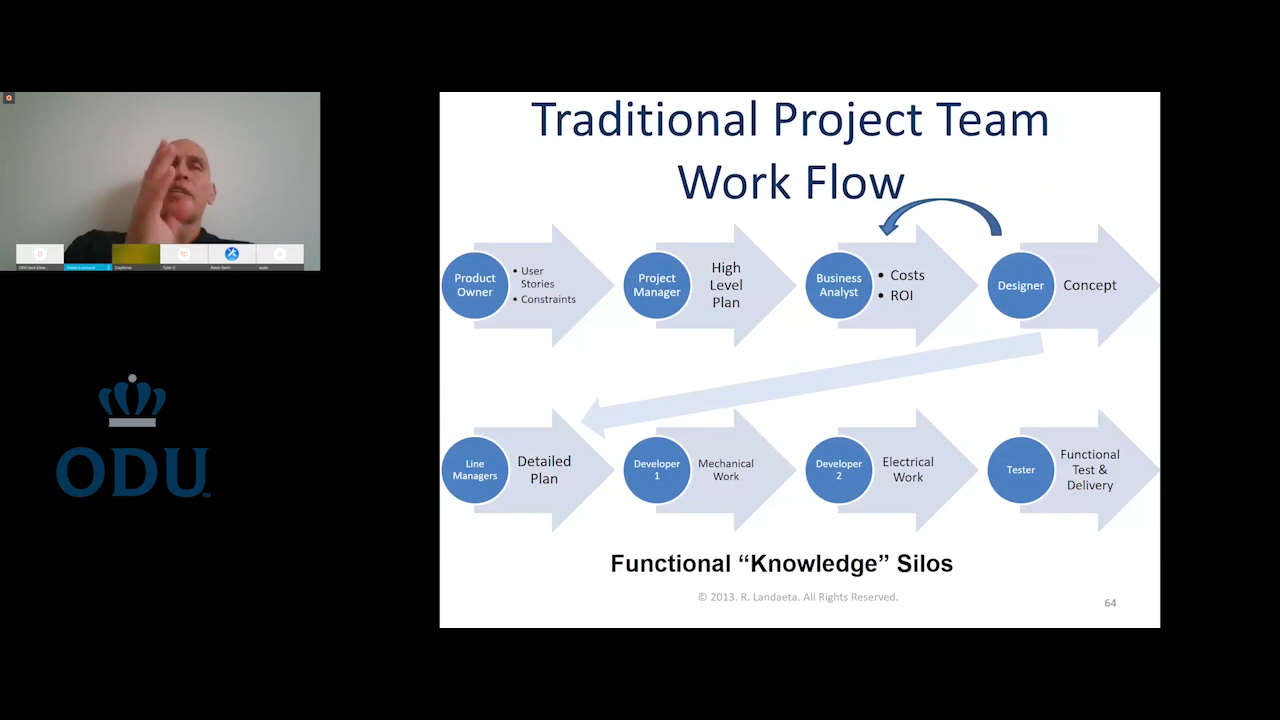 Traditional Project Team
Work Flow
Product
Owner
• User
Stories
• Constraints
Project
Manager
High
Level
Plan
Business
Analyst
• Costs
• ROI
Designer
Concept
Line
Managers
Detailed
Plan
Developer
1
Mechanical
Work
Developer
2
Electrical
Work
Tester
Functional
Test &
Delivery
Functional “Knowledge” Silos
© 2013. R. Landaeta. All Rights Reserved.
64
TC
Tyler C
ODU